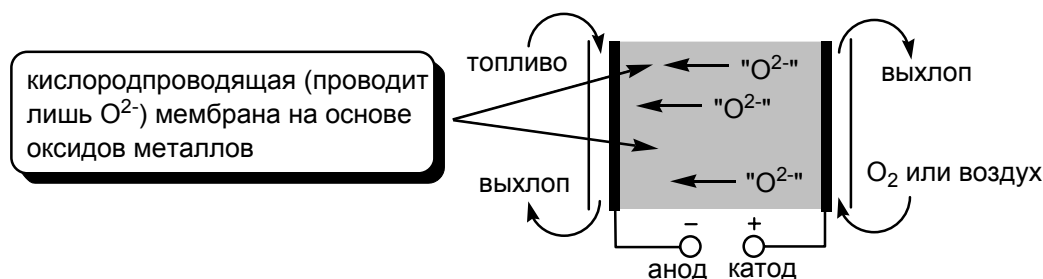 кислородпроводящая (проводит
лишь O²⁻) мембрана на основе
оксидов металлов
топливо
выхлоп
"O²⁻"
"O²⁻"
"O²⁻"
выхлоп
O₂ или воздух
− +
анод катод